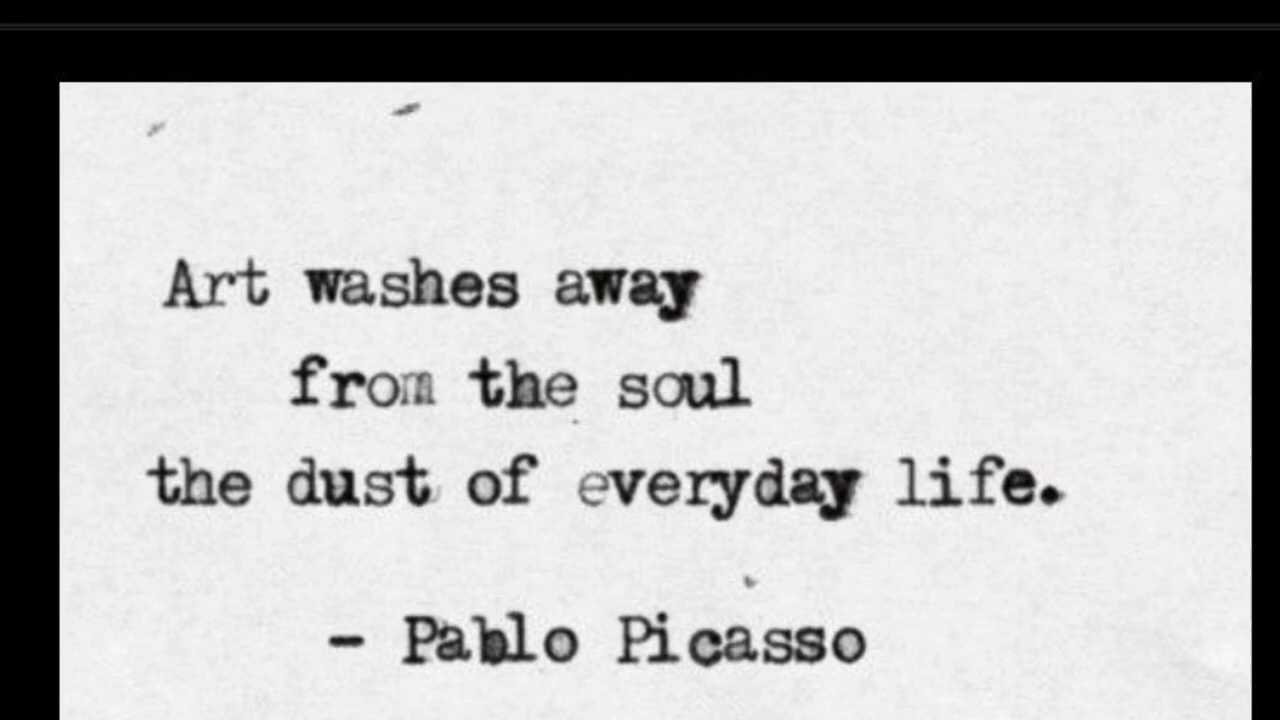 Art washes away
from the soul
the dust of everyday life.
- Pablo Picasso